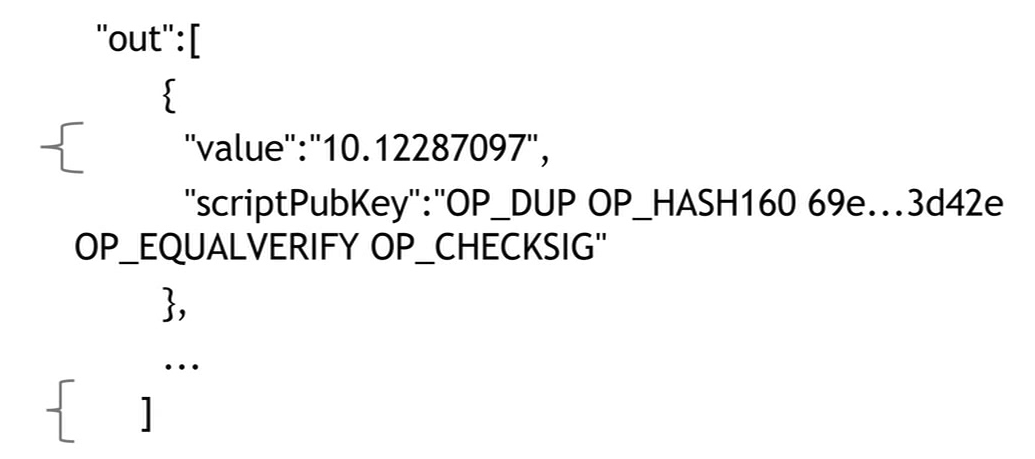 "out":[
{
"value":"10.12287097",
"scriptPubKey":"OP_DUP OP_HASH160 69e...3d42e
OP_EQUALVERIFY OP_CHECKSIG"
},
...
]